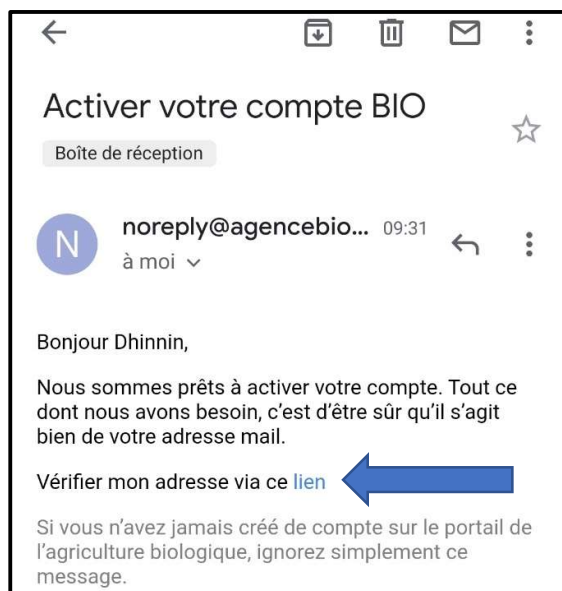 Activer votre compte BIO
Boîte de réception
N
noreply@agencebio... 09:31
à moi
Bonjour Dhinnin,
Nous sommes prêts à activer votre compte. Tout ce
dont nous avons besoin, c'est d'être sûr qu'il s'agit
bien de votre adresse mail.
Vérifier mon adresse via ce lien
Si vous n'avez jamais créé de compte sur le portail de
l'agriculture biologique, ignorez simplement ce
message.